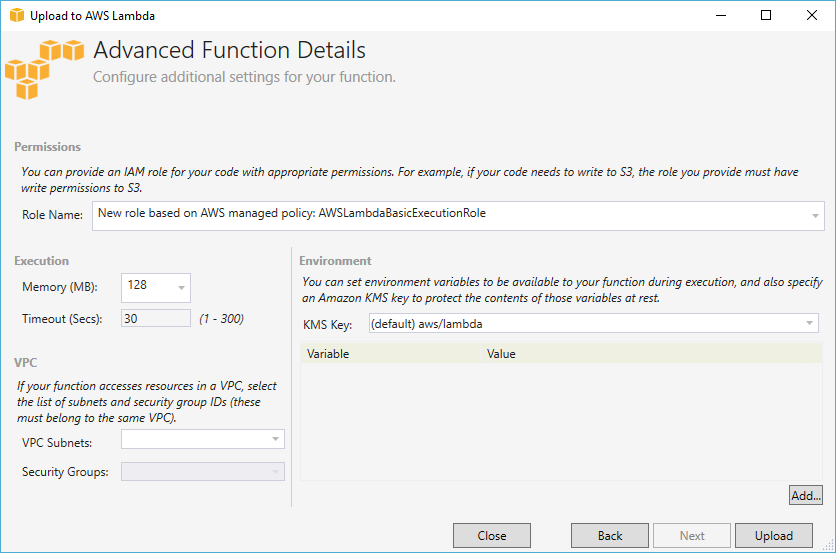 Upload to AWS Lambda
Advanced Function Details
Configure additional settings for your function.
Permissions
You can provide an IAM role for your code with appropriate permissions. For example, if your code needs to write to S3, the role you provide must have
write permissions to S3.
Role Name: New role based on AWS managed policy: AWSLambdaBasicExecutionRole
Execution
Memory (MB): 128
Timeout (Secs): 30 (1 - 300)
VPC
If your function accesses resources in a VPC, select
the list of subnets and security group IDs (these
must belong to the same VPC).
VPC Subnets:
Security Groups:
Environment
You can set environment variables to be available to your function during execution, and also specify
an Amazon KMS key to protect the contents of those variables at rest.
KMS Key: (default) aws/lambda
Variable Value
Add...
Close Back Next Upload